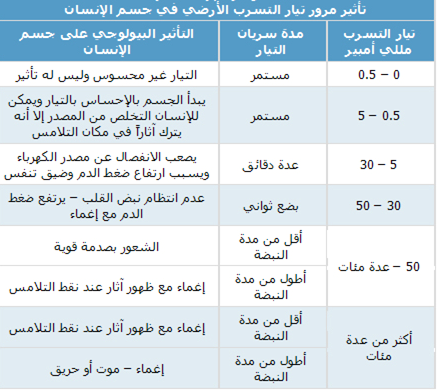 تأثير مرور تيار التسرب الأرضي في جسم الإنسان
تيار التسرب
مللي أمبير
مدة سريان
التيار
التأثير البيولوجي على جسم
الإنسان
0 – 0.5
مستمر
التيار غير محسوس وليس له تأثير
0.5 – 5
مستمر
يبدأ الجسم بالإحساس بالتيار ويمكن
للإنسان التخلص من المصدر إلا أنه
يترك آثاراً في مكان التلامس
5 – 30
عدة دقائق
يصعب الانفصال عن مصدر الكهرباء
ويسبب ارتفاع ضغط الدم وضيق تنفس
30 – 50
بضع ثواني
عدم انتظام نبض القلب – يرتفع ضغط
الدم مع إغماء
50 – عدة مئات
أقل من مدة
النبضة
الشعور بصدمة قوية
أطول من مدة
النبضة
إغماء مع ظهور آثار عند نقط التلامس
أكثر من عدة
مئات
أقل من مدة
النبضة
إغماء مع ظهور آثار عند نقط التلامس
أطول من مدة
النبضة
إغماء – موت أو حريق